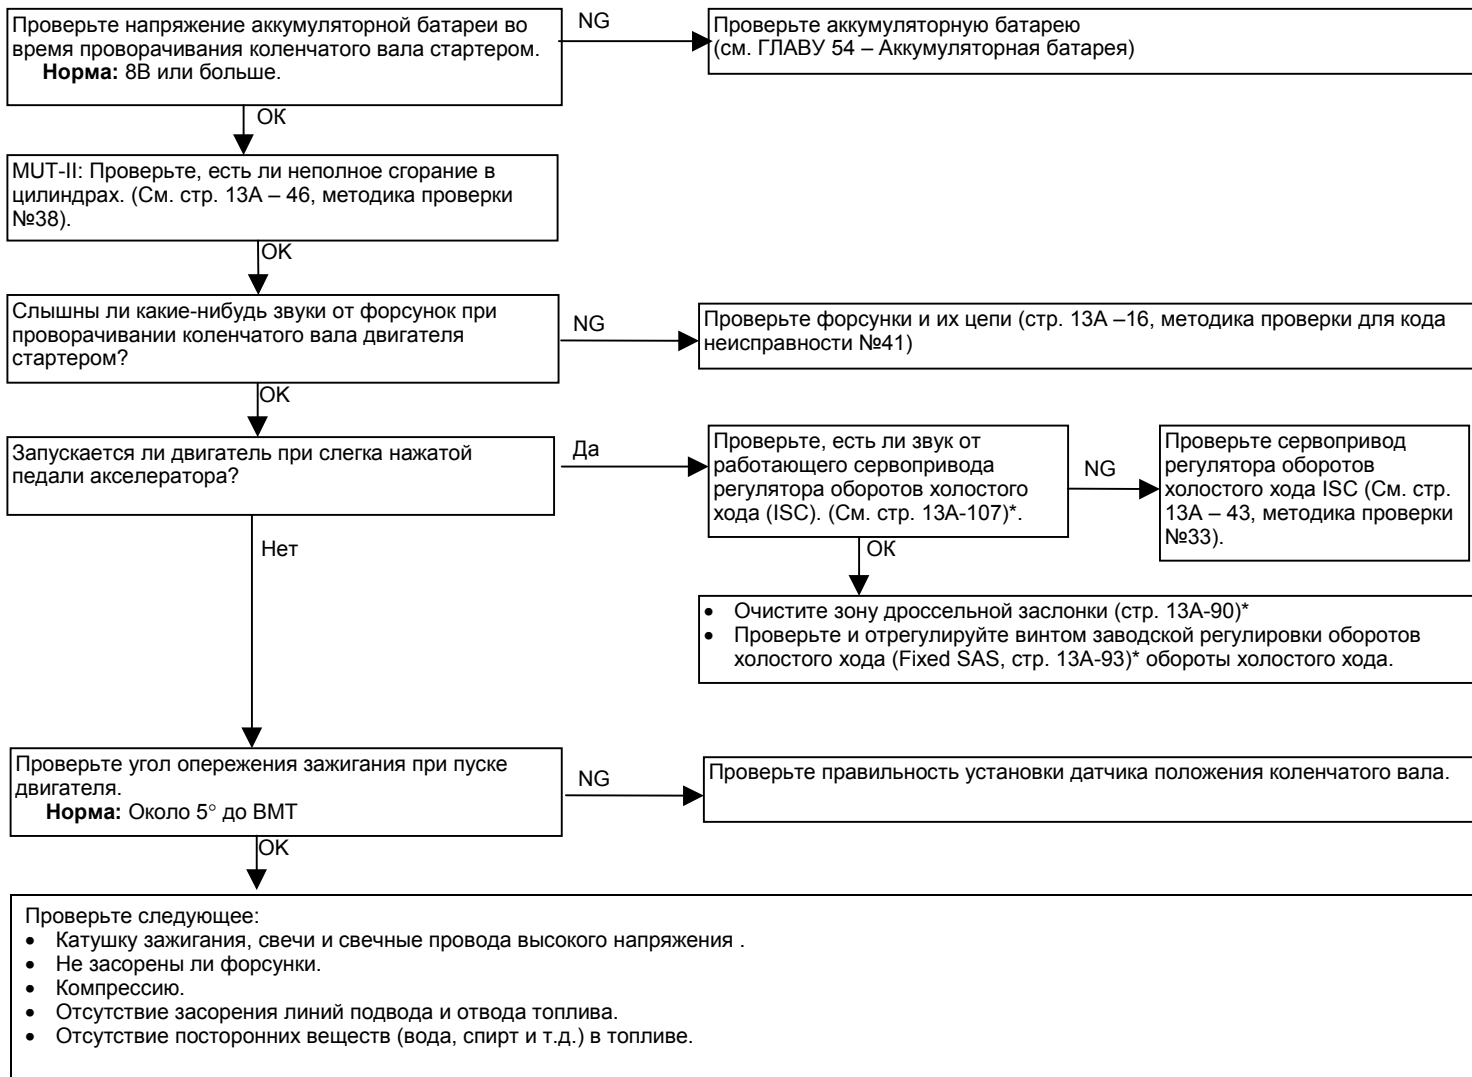 Проверьте напряжение аккумуляторной батареи во
время проворачивания коленчатого вала стартером.
Норма: 8В или больше.
NG
Проверьте аккумуляторную батарею
(см. ГЛАВУ 54 – Аккумуляторная батарея)
ОК
MUT-II: Проверьте, есть ли неполное сгорание в
цилиндрах. (См. стр. 13А – 46, методика проверки
№38).
OK
Слышны ли какие-нибудь звуки от форсунок при
проворачивании коленчатого вала двигателя
стартером?
NG
Проверьте форсунки и их цепи (стр. 13А –16, методика проверки для кода
неисправности №41)
OK
Запускается ли двигатель при слегка нажатой
педали акселератора?
Да
Проверьте, есть ли звук от
работающего сервопривода
регулятора оборотов холостого
хода (ISC). (См. стр. 13А-107)*.
NG
Проверьте сервопривод
регулятора оборотов
холостого хода ISC (См. стр.
13А – 43, методика проверки
№33).
Нет
ОК
• Очистите зону дроссельной заслонки (стр. 13А-90)*
• Проверьте и отрегулируйте винтом заводской регулировки оборотов
холостого хода (Fixed SAS, стр. 13А-93)* обороты холостого хода.
Проверьте угол опережения зажигания при пуске
двигателя.
Норма: Около 5° до ВМТ
NG
Проверьте правильность установки датчика положения коленчатого вала.
OK
Проверьте следующее:
• Катушку зажигания, свечи и свечные провода высокого напряжения .
• Не засорены ли форсунки.
• Компрессию.
• Отсутствие засорения линий подвода и отвода топлива.
• Отсутствие посторонних веществ (вода, спирт и т.д.) в топливе.